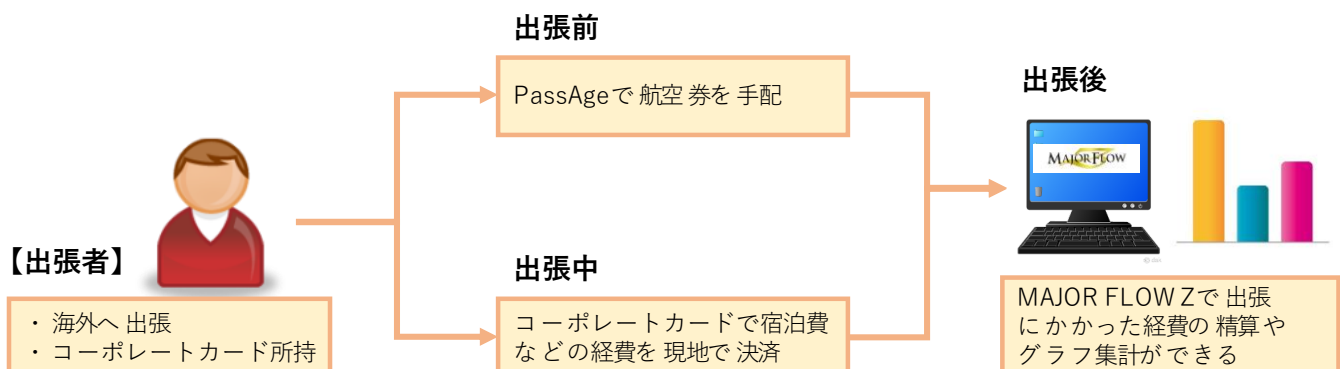 出張前
PassAgeで航空券を手配
出張後
MAJORFLOW
【出張者】
・海外へ出張
・コーポレートカード所持
出張中
コーポレートカードで宿泊費
などの経費を現地で決済
MAJOR FLOW Zで出張
にかかった経費の精算や
グラフ集計ができる